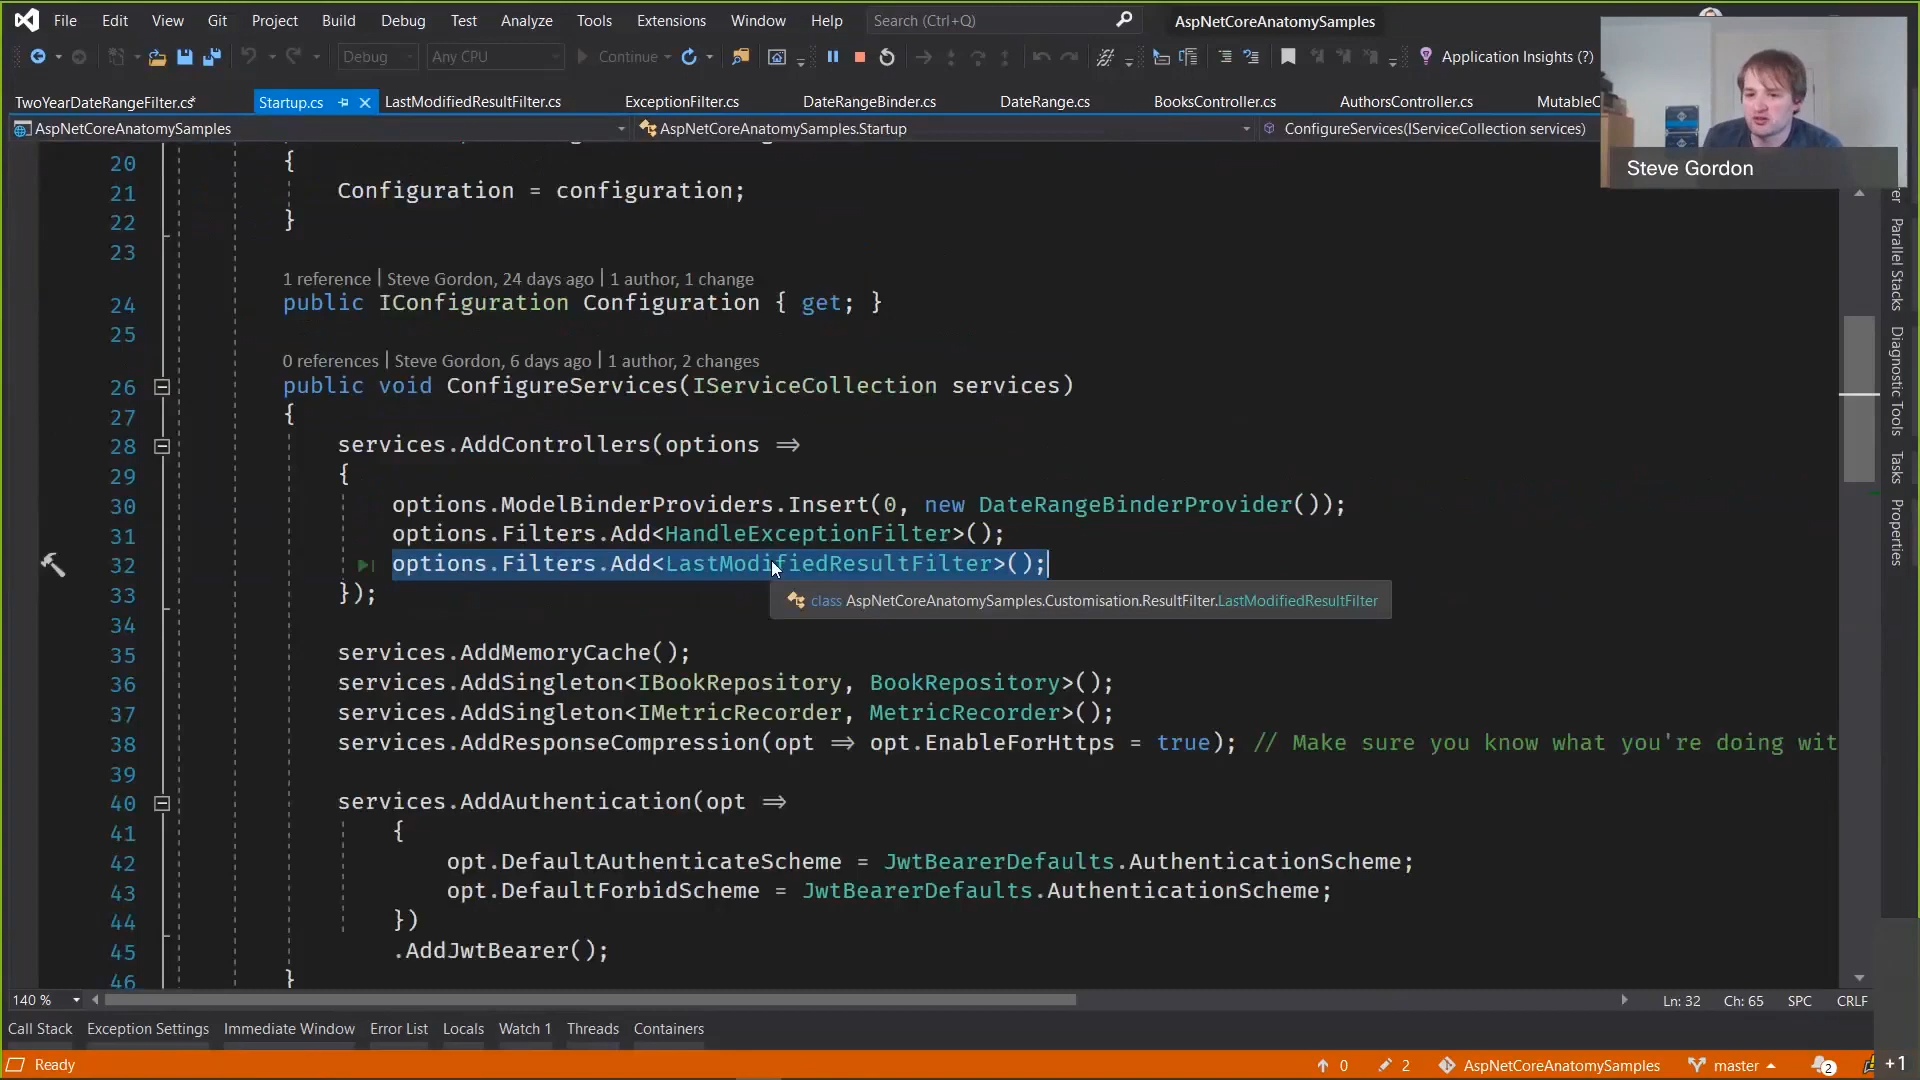 File Edit View Git Project Build Debug Test Analyze Tools Extensions Window Help Search (Ctrl+Q) AspNetCoreAnatomySamples
Debug Any CPU Continue Application Insights (?)
TwoYearDateRangeFilter.cs* Startup.cs LastModifiedResultFilter.cs ExceptionFilter.cs DateRangeBinder.cs DateRange.cs BooksController.cs AuthorsController.cs MutableC
AspNetCoreAnatomySamples AspNetCoreAnatomySamples.Startup ConfigureServices(IServiceCollection services)
Steve Gordon
20 {
21 Configuration = configuration;
22 }
23
1 reference | Steve Gordon, 24 days ago | 1 author, 1 change
24 public IConfiguration Configuration { get; }
25
0 references | Steve Gordon, 6 days ago | 1 author, 2 changes
26 public void ConfigureServices(IServiceCollection services)
27 {
28 services.AddControllers(options =>
29 {
30 options.ModelBinderProviders.Insert(0, new DateRangeBinderProvider());
31 options.Filters.Add<HandleExceptionFilter>();
32 options.Filters.Add<LastModifiedResultFilter>();
33 });
class AspNetCoreAnatomySamples.Customisation.ResultFilter.LastModifiedResultFilter
34
35 services.AddMemoryCache();
36 services.AddSingleton<IBookRepository, BookRepository>();
37 services.AddSingleton<IMetricRecorder, MetricRecorder>();
38 services.AddResponseCompression(opt => opt.EnableForHttps = true); // Make sure you know what you're doing wit
39
40 services.AddAuthentication(opt =>
41 {
42 opt.DefaultAuthenticateScheme = JwtBearerDefaults.AuthenticationScheme;
43 opt.DefaultForbidScheme = JwtBearerDefaults.AuthenticationScheme;
44 })
45 .AddJwtBearer();
46 }
Parallel Stacks
Diagnostic Tools
Tasks
Properties
140 % Ln: 32 Ch: 65 SPC CRLF
Call Stack Exception Settings Immediate Window Error List Locals Watch 1 Threads Containers
Ready 0 2 AspNetCoreAnatomySamples master 2 +1